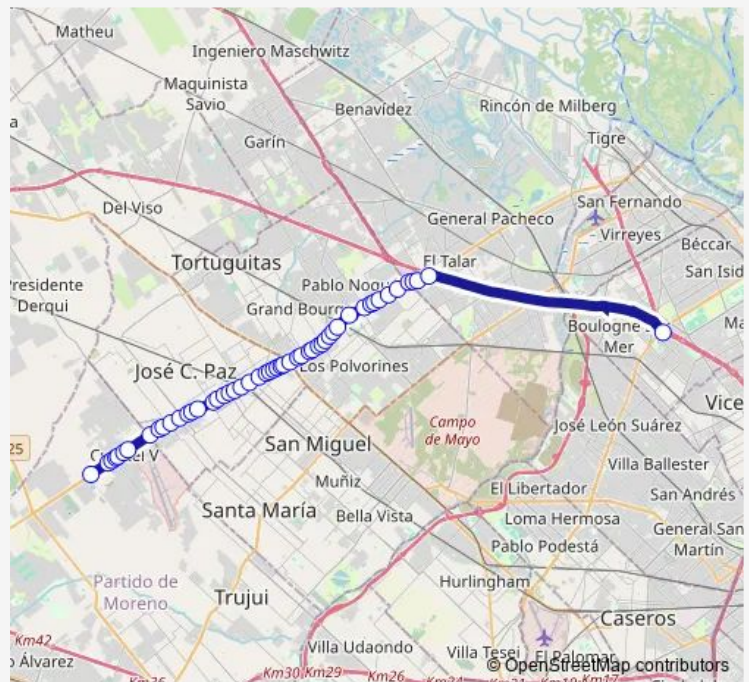 Matheu
Ingeniero Maschwitz
Maquinista
Savio
Benavídez
Rincón de Milberg
Garín
Tigre
Del Viso
San Fernando
General Pacheco
Virreyes
Béccar
El Talar
San Isid
Tortuguitas
Presidente
Derqui
Pablo Nogu
Grand Bourg
Boulogne S
Mer
Ma
José C. Paz
Los Polvorines
Vice
Campo
de Mayo
José León Suárez
25
San Miguel
Villa Ballester
Muñiz
El Libertador
San Andrés
Santa María
Bella Vista
Loma Hermosa
General San
Martín
Pablo Podestá
Partido de
Moreno
Hurlingham
Trujui
Caseros
Km42
Villa Udaondo
Villa Tesei
El Palomar
o Álvarez
Km30
Km29
Km26
© OpenStreetMap contributors